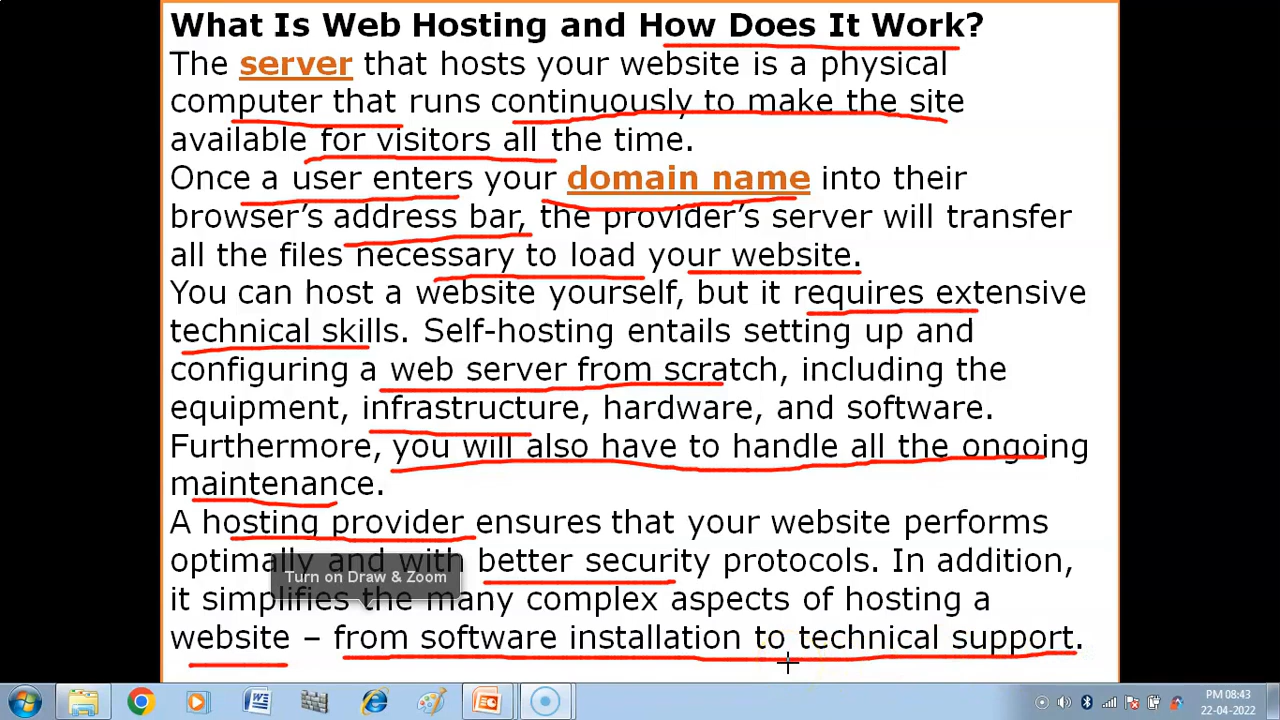 What Is Web Hosting and How Does It Work?
The server that hosts your website is a physical
computer that runs continuously to make the site
available for visitors all the time.
Once a user enters your domain name into their
browser’s address bar, the provider’s server will transfer
all the files necessary to load your website.
You can host a website yourself, but it requires extensive
technical skills. Self-hosting entails setting up and
configuring a web server from scratch, including the
equipment, infrastructure, hardware, and software.
Furthermore, you will also have to handle all the ongoing
maintenance.
A hosting provider ensures that your website performs
optimally and with better security protocols. In addition,
Turn on Draw & Zoom
it simplifies the many complex aspects of hosting a
website – from software installation to technical support.
PM 08:43
22-04-2022